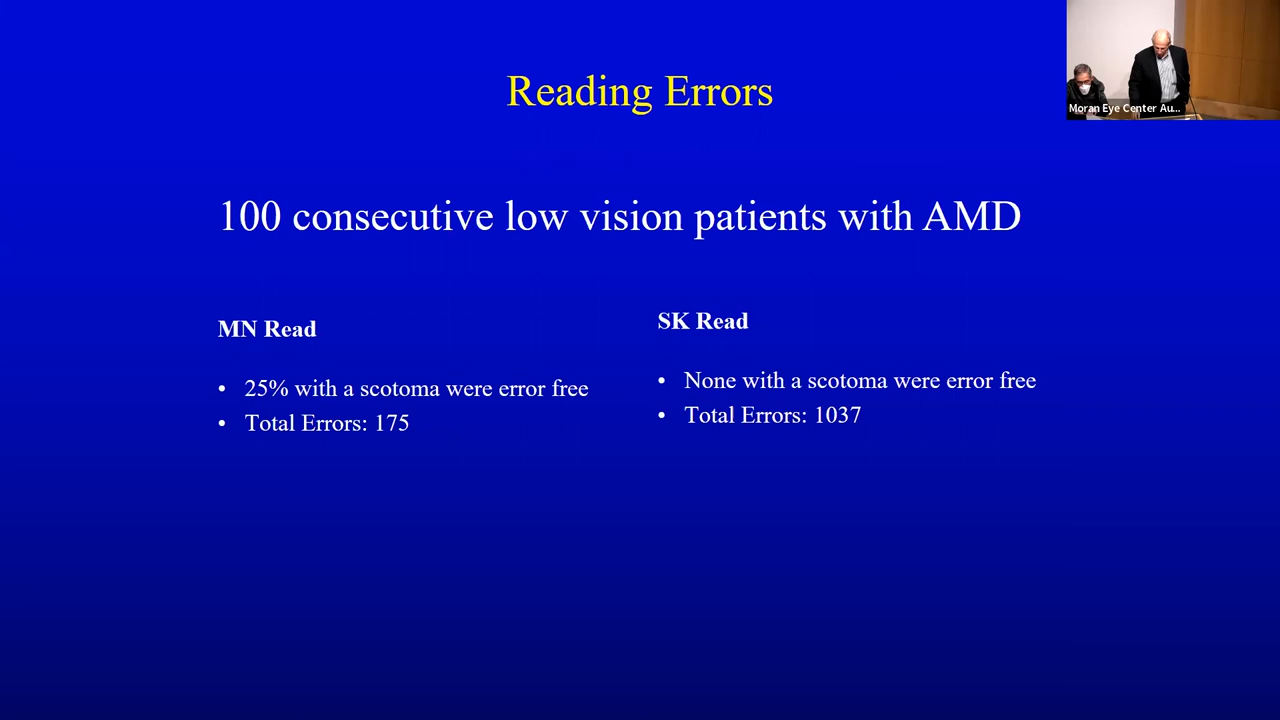 Reading Errors
Moran Eye Center Au...
100 consecutive low vision patients with AMD
MN Read
• 25% with a scotoma were error free
• Total Errors: 175
SK Read
• None with a scotoma were error free
• Total Errors: 1037